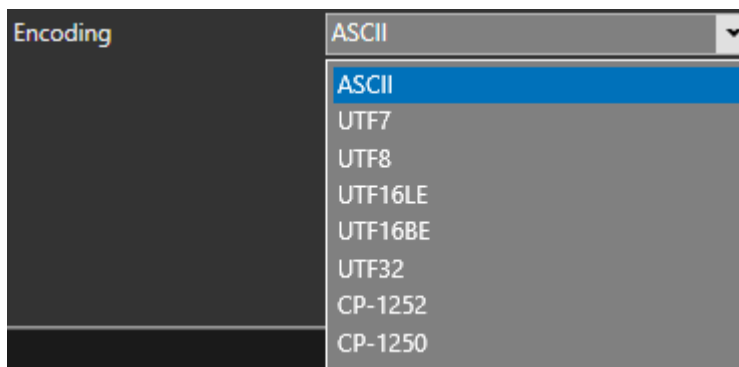 Encoding ASCII
ASCII
UTF7
UTF8
UTF16LE
UTF16BE
UTF32
CP-1252
CP-1250